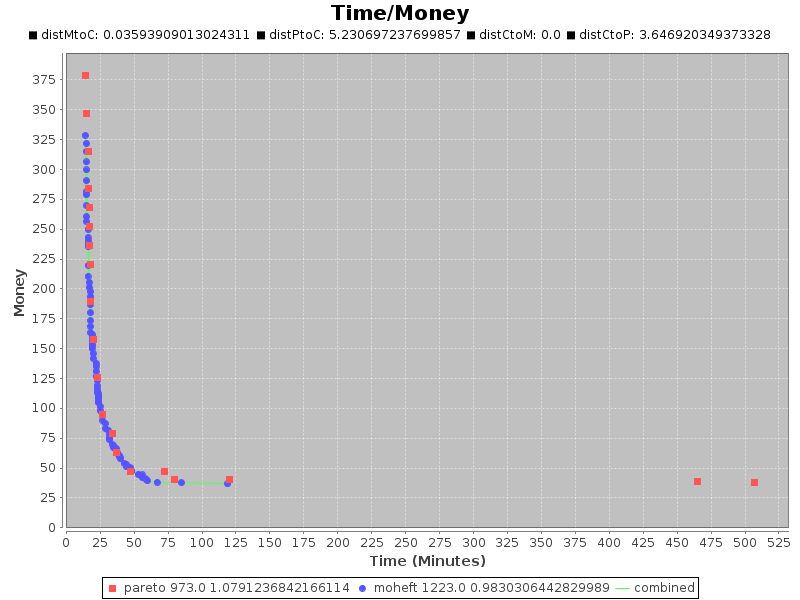 Time/Money
distMtoC: 0.03593909013024311 distPtoC: 5.230697237699857 distCtoM: 0.0 distCtoP: 3.646920349373328
375
350
325
300
275
250
225
200
175
150
125
100
75
50
25
0
Money
0 25 50 75 100 125 150 175 200 225 250 275 300 325 350 375 400 425 450 475 500 525
Time (Minutes)
pareto 973.0 1.0791236842166114 moheft 1223.0 0.9830306442829989 combined